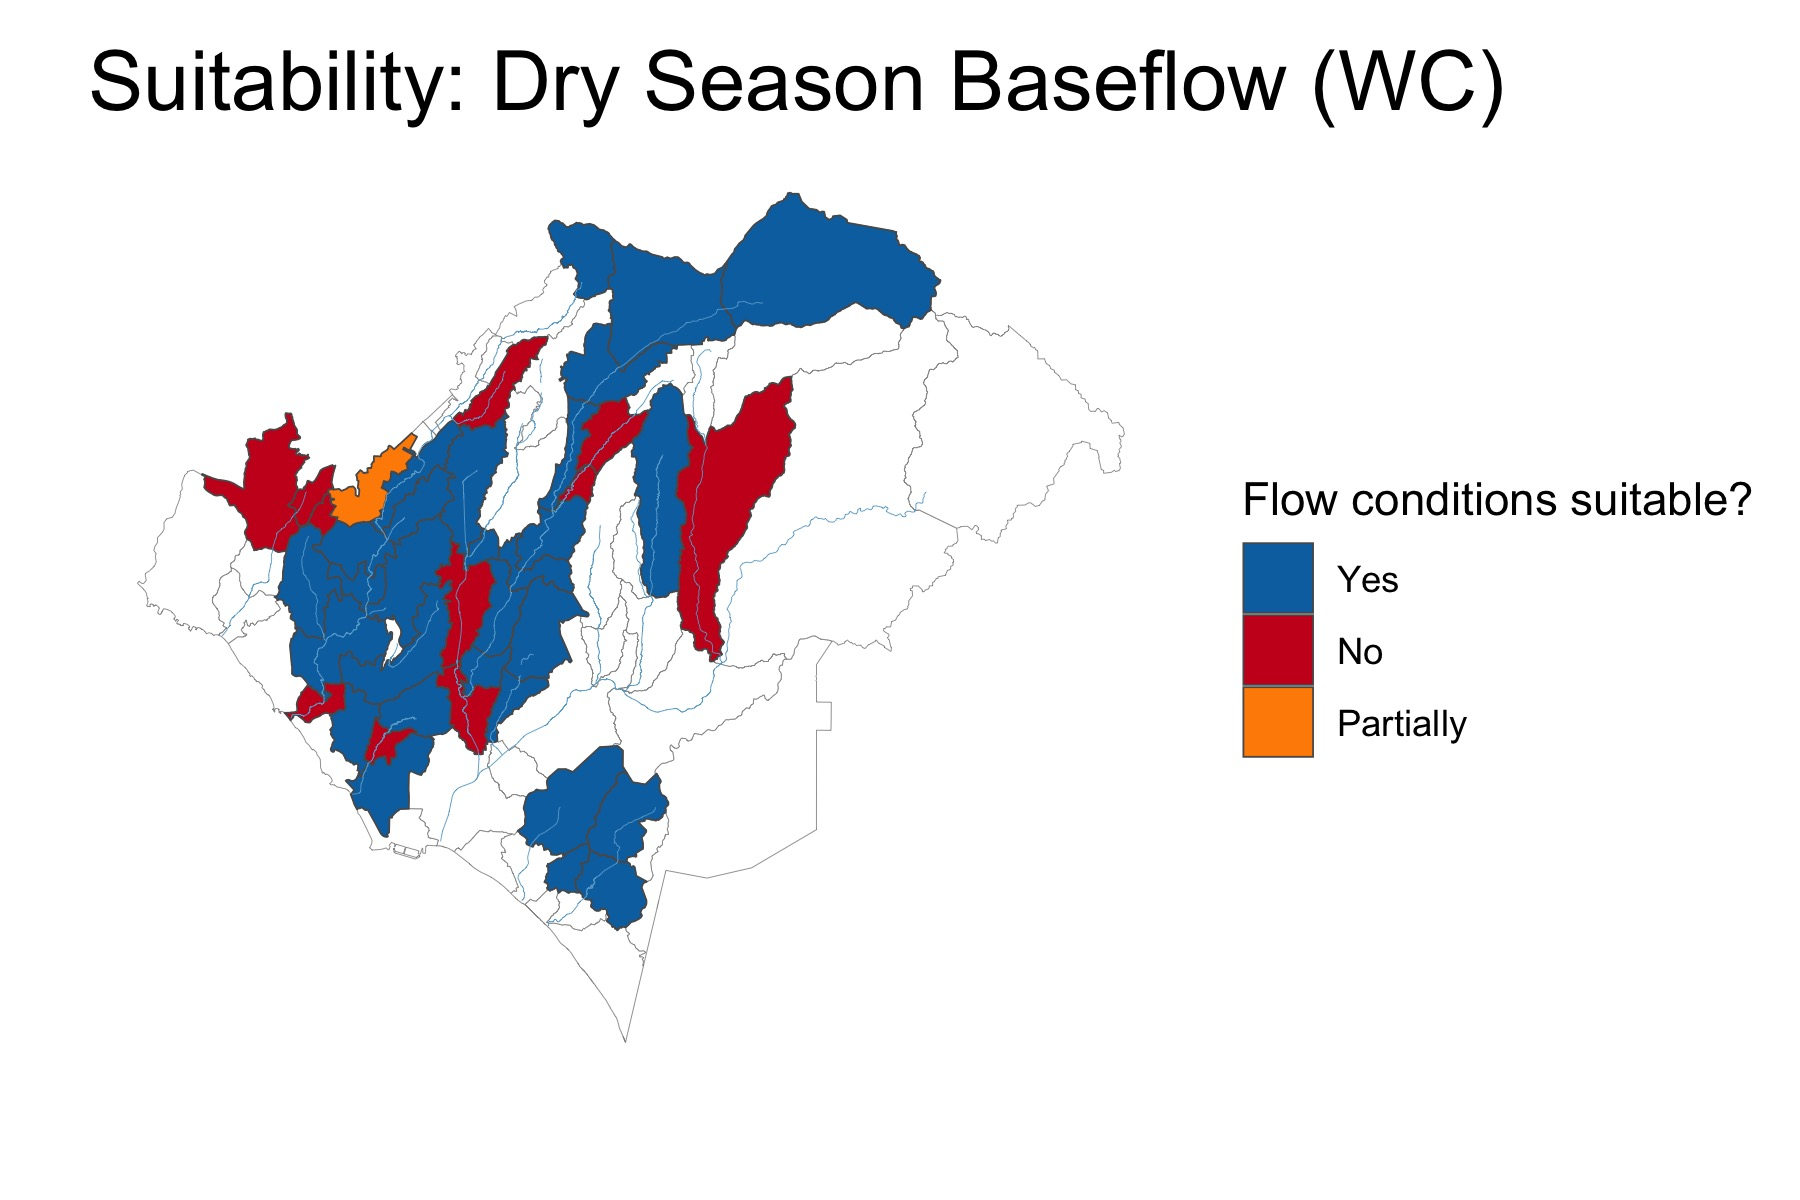 Suitability: Dry Season Baseflow (WC)
Flow conditions suitable?
Yes
No
Partially